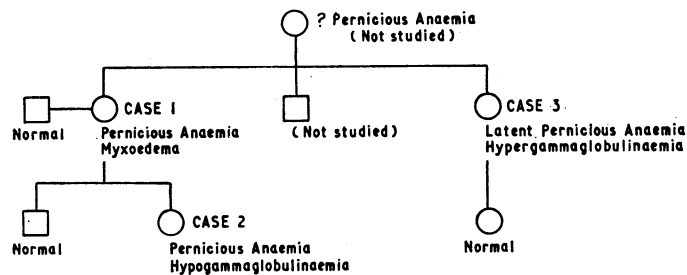 ? Pernicious Anaemia
(Not studied)
CASE 1
Normal
Pernicious Anaemia
Myxoedema
(Not studied)
CASE 3
Latent Pernicious Anaemia
Hypergammaglobulinaemia
Normal
CASE 2
Pernicious Anaemia
Hypogammaglobulinaemia
Normal